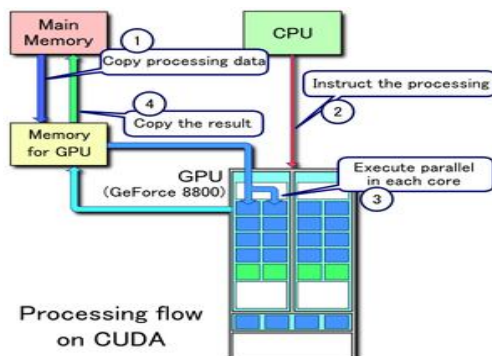 Main
Memory
1
Copy processing data
CPU
Instruct the processing
2
4
Copy the result
Memory
for GPU
GPU
(GeForce 8800)
Execute parallel
in each core
3
Processing flow
on CUDA